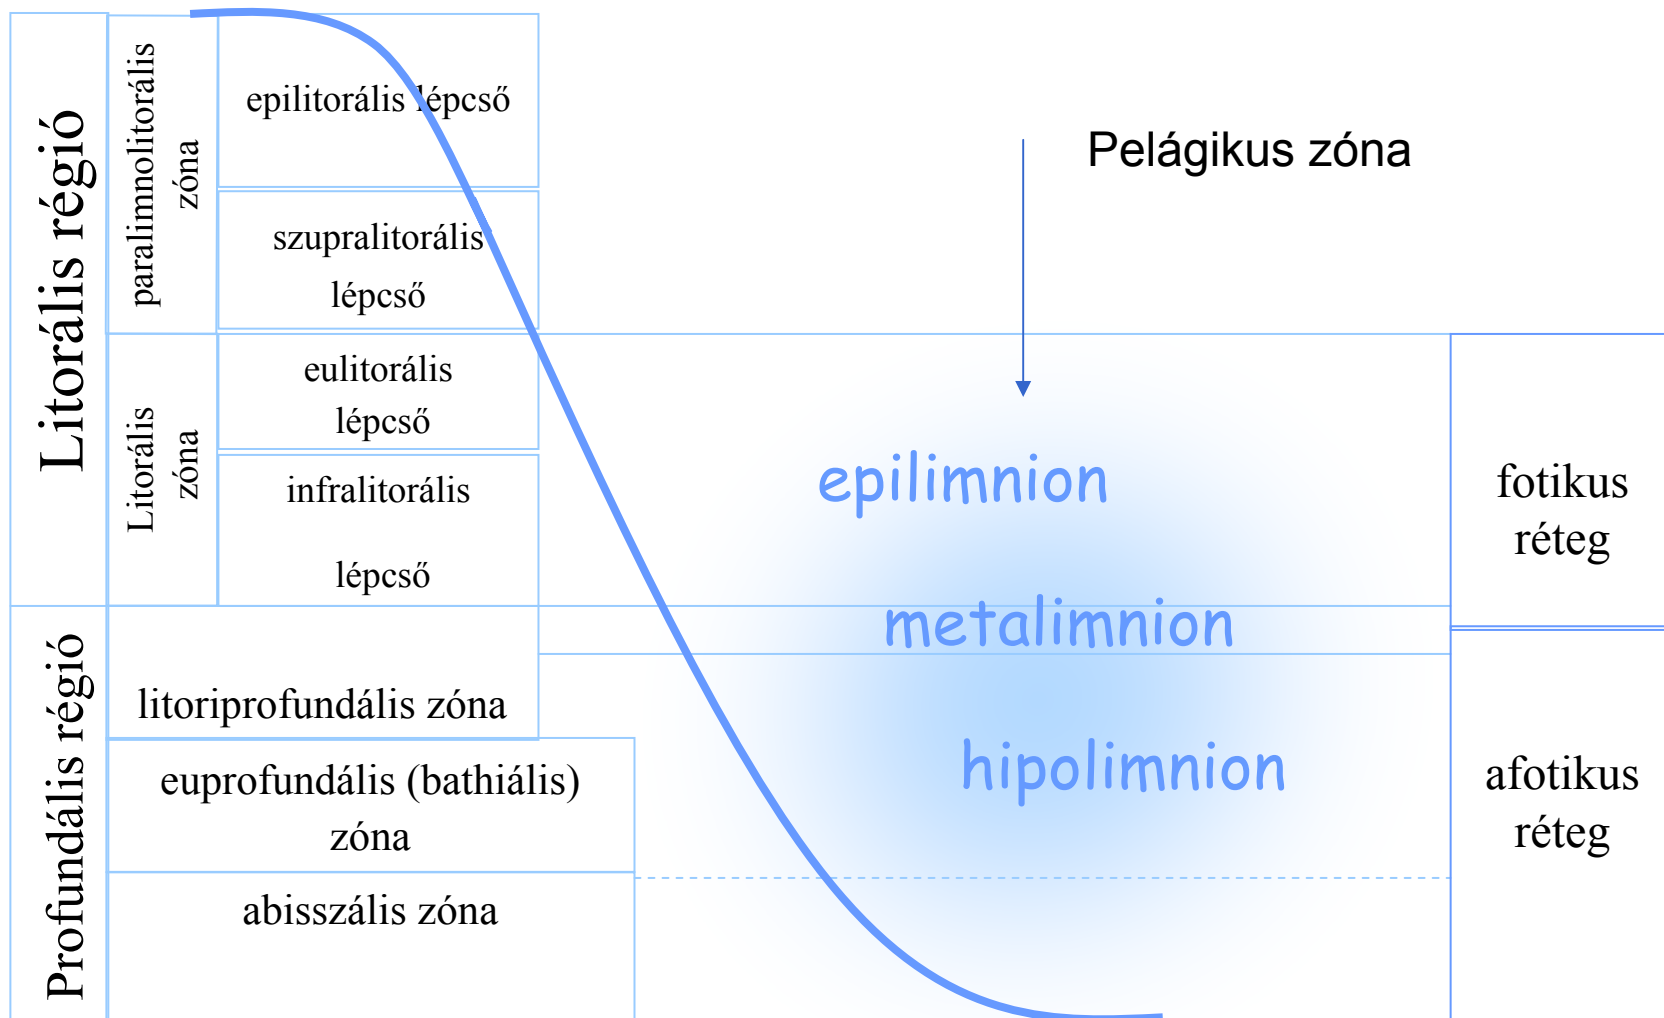 Litorális régió
paralimnolitorális
zóna
epilitorális lépcső
szupralitorális
lépcső
Litorális
zóna
eulitorális
lépcső
infralitorális
lépcső
Profundális régió
litoriprofundális zóna
euprofundális (bathiális)
zóna
abisszális zóna
Pelágikus zóna
epilimnion
metalimnion
hipolimnion
fotikus
réteg
afotikus
réteg